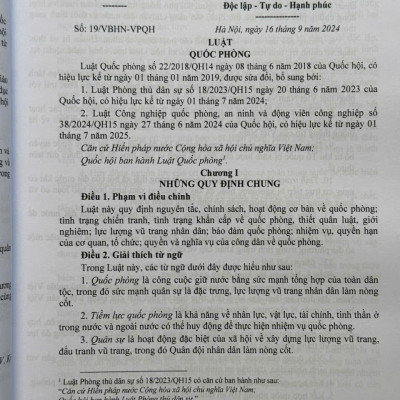 Độc lập - Tự do - Hạnh phúc
Số: 19/VBHN-VPQH
Hà Nội, ngày 16 tháng 9 năm 2024
LUẬT
QUỐC PHÒNG
Luật Quốc phòng số 22/2018/QH14 ngày 08 tháng 6 năm 2018 của Quốc hội, có
hiệu lực kể từ ngày 01 tháng 01 năm 2019, được sửa đổi, bổ sung bởi:
1. Luật Phòng thủ dân sự số 18/2023/QH15 ngày 20 tháng 6 năm 2023 của
Quốc hội, có hiệu lực kể từ ngày 01 tháng 7 năm 2024;
2. Luật Công nghiệp quốc phòng, an ninh và động viên công nghiệp số
38/2024/QH15 ngày 27 tháng 6 năm 2024 của Quốc hội, có hiệu lực kể từ ngày 01
tháng 7 năm 2025.
Căn cứ Hiến pháp nước Cộng hòa xã hội chủ nghĩa Việt Nam;
Quốc hội ban hành Luật Quốc phòng¹.
Chương I
NHỮNG QUY ĐỊNH CHUNG
Điều 1. Phạm vi điều chỉnh
Luật này quy định nguyên tắc, chính sách, hoạt động cơ bản về quốc phòng;
tình trạng chiến tranh, tình trạng khẩn cấp về quốc phòng, thiết quân luật, giới
nghiêm; lực lượng vũ trang nhân dân; bảo đảm quốc phòng; nhiệm vụ, quyền hạn
của cơ quan, tổ chức; quyền và nghĩa vụ của công dân về quốc phòng.
Điều 2. Giải thích từ ngữ
Trong Luật này, các từ ngữ dưới đây được hiểu như sau:
1. Quốc phòng là công cuộc giữ nước bằng sức mạnh tổng hợp của toàn dân
tộc, trong đó sức mạnh quân sự là đặc trưng, lực lượng vũ trang nhân dân làm nòng
cốt.
2. Tiềm lực quốc phòng là khả năng về nhân lực, vật lực, tài chính, tinh thần ở
trong nước và ngoài nước có thể huy động để thực hiện nhiệm vụ quốc phòng.
3. Quân sự là hoạt động đặc biệt của xã hội về xây dựng lực lượng vũ trang,
đấu tranh vũ trang, trong đó Quân đội nhân dân làm nòng cốt.
¹ Luật Phòng thủ dân sự số 18/2023/QH15 có căn cứ ban hành như sau:
"Căn cứ Hiến pháp nước Cộng hòa xã hội chủ nghĩa Việt Nam;
Quốc hội ban hành Luật Phòng thủ dân sự."